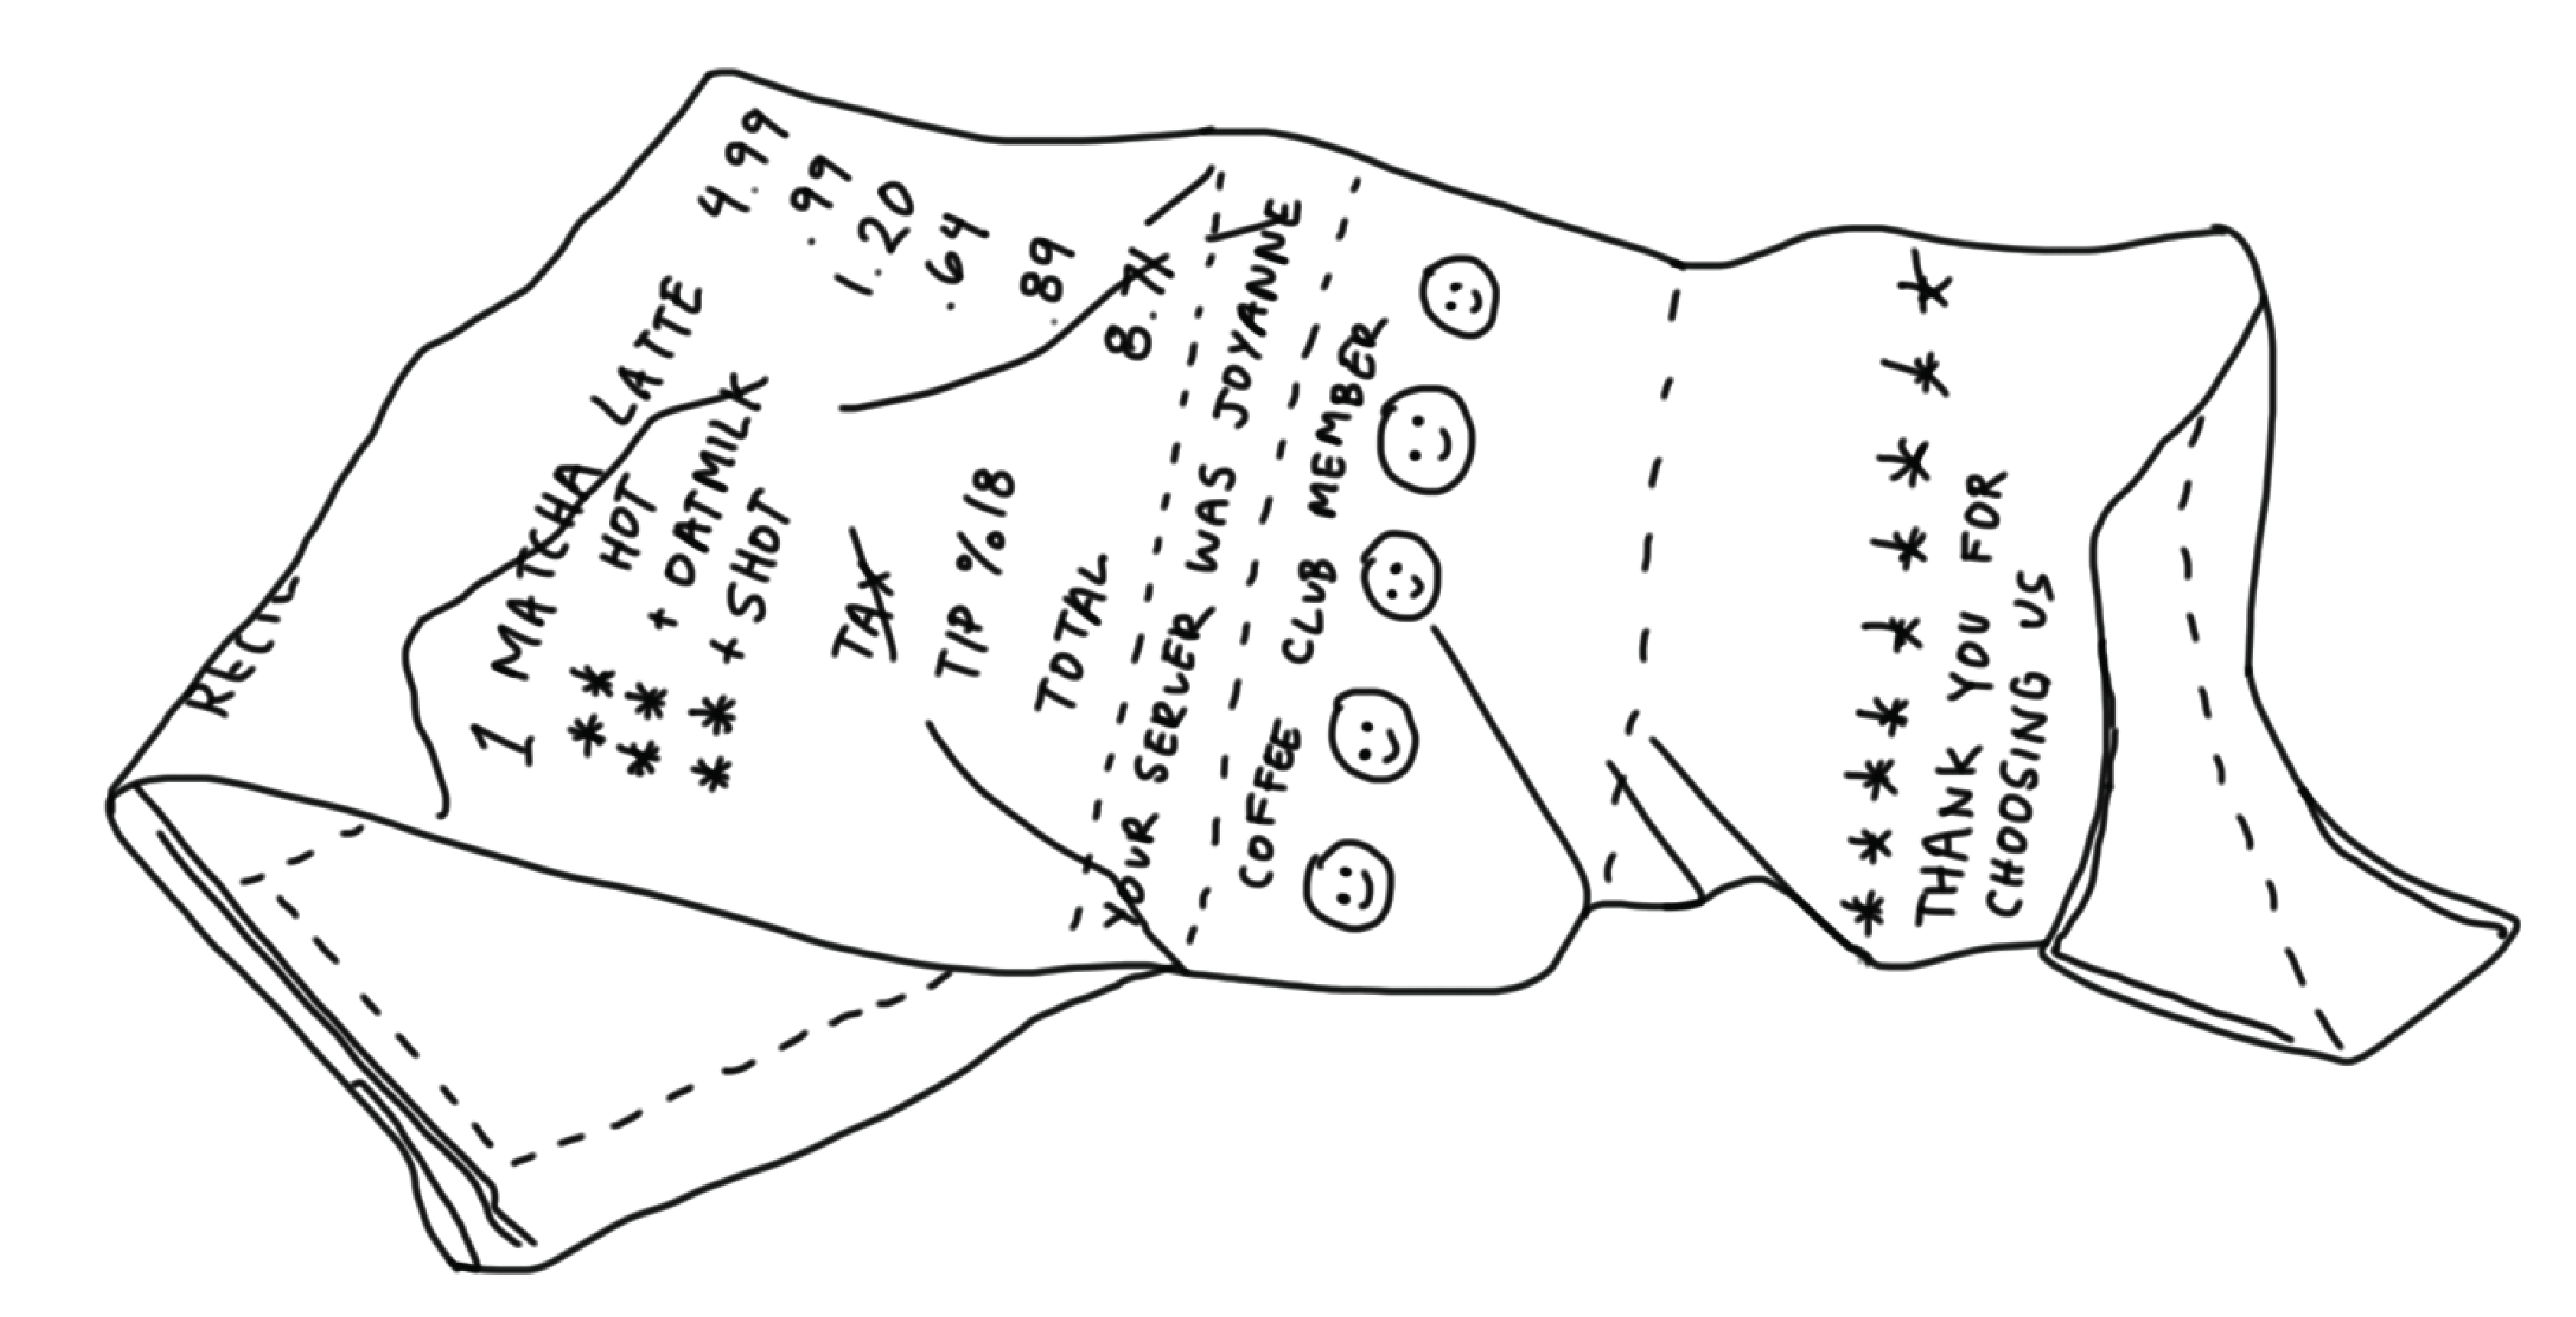 1 MATCHA LATTE 4.99
** HOT
** + OATMILK .99
** + SHOT 1.20
TAX .64
TIP %18 .89
TOTAL 8.71
YOUR SERVER WAS JOYANNE
COFFEE CLUB MEMBER
* * * * * * * * *
THANK YOU FOR
CHOOSING US